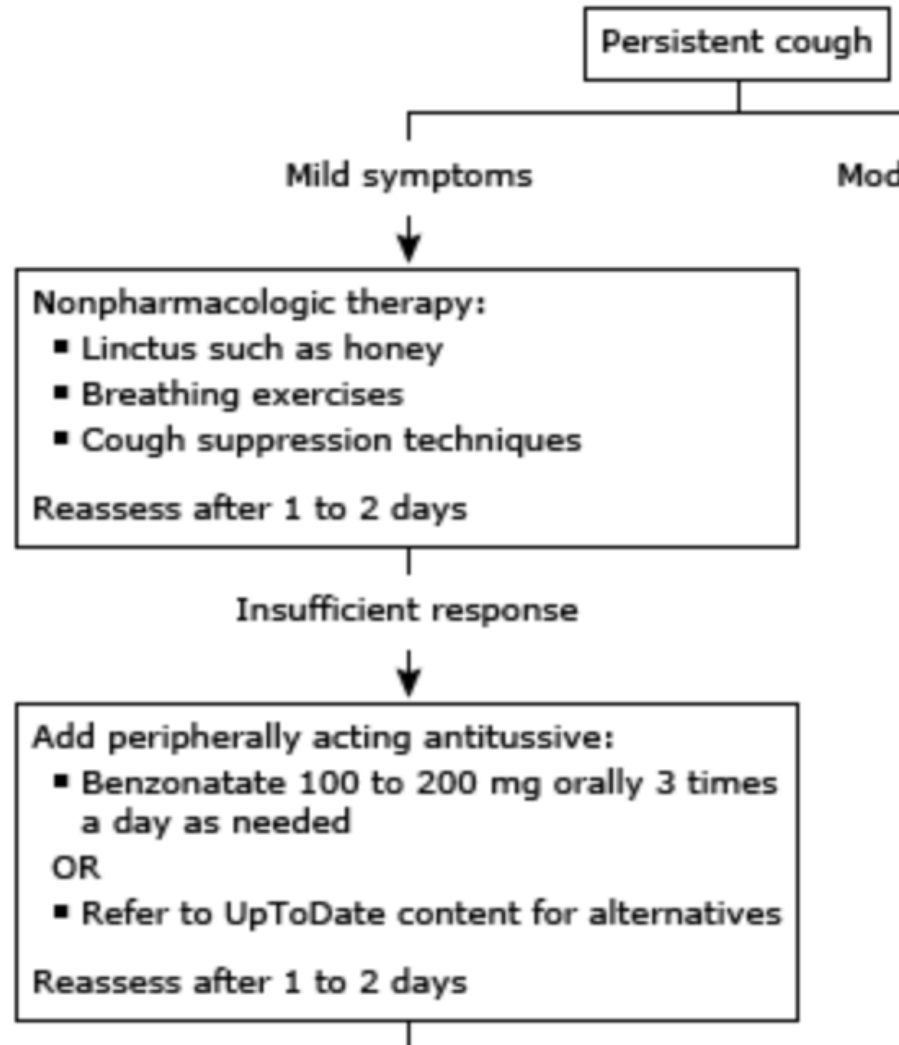 Persistent cough
Mild symptoms
Mod
Nonpharmacologic therapy:
▪ Linctus such as honey
▪ Breathing exercises
▪ Cough suppression techniques
Reassess after 1 to 2 days
Insufficient response
Add peripherally acting antitussive:
▪ Benzonatate 100 to 200 mg orally 3 times
a day as needed
OR
▪ Refer to UpToDate content for alternatives
Reassess after 1 to 2 days